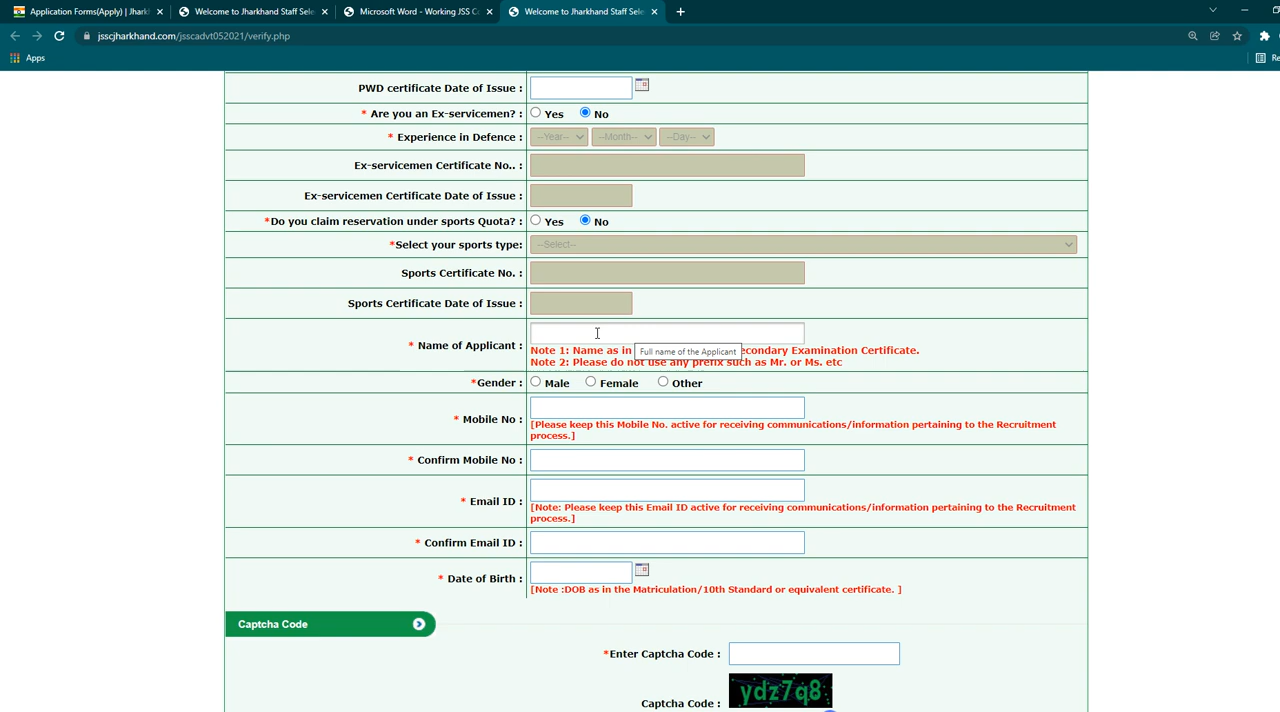 Application Forms(Apply) | Jhark
Welcome to Jharkhand Staff Sele
Microsoft Word - Working JSS C
Welcome to Jharkhand Staff Sele
jsscjharkhand.com/jsscadvt052021/verify.php
Apps
Re
PWD certificate Date of Issue :
* Are you an Ex-servicemen? : Yes No
* Experience in Defence : --Year-- --Month-- --Day--
Ex-servicemen Certificate No.. :
Ex-servicemen Certificate Date of Issue :
*Do you claim reservation under sports Quota? : Yes No
*Select your sports type: --Select--
Sports Certificate No. :
Sports Certificate Date of Issue :
* Name of Applicant :
Note 1: Name as in
Full name of the Applicant
econdary Examination Certificate.
Note 2: Please do not use any prefix such as Mr. or Ms. etc
*Gender : Male Female Other
* Mobile No :
[Please keep this Mobile No. active for receiving communications/information pertaining to the Recruitment
process.]
* Confirm Mobile No :
* Email ID :
[Note: Please keep this Email ID active for receiving communications/information pertaining to the Recruitment
process.]
* Confirm Email ID :
* Date of Birth :
[Note :DOB as in the Matriculation/10th Standard or equivalent certificate. ]
Captcha Code
*Enter Captcha Code :
Captcha Code : ydz7q8